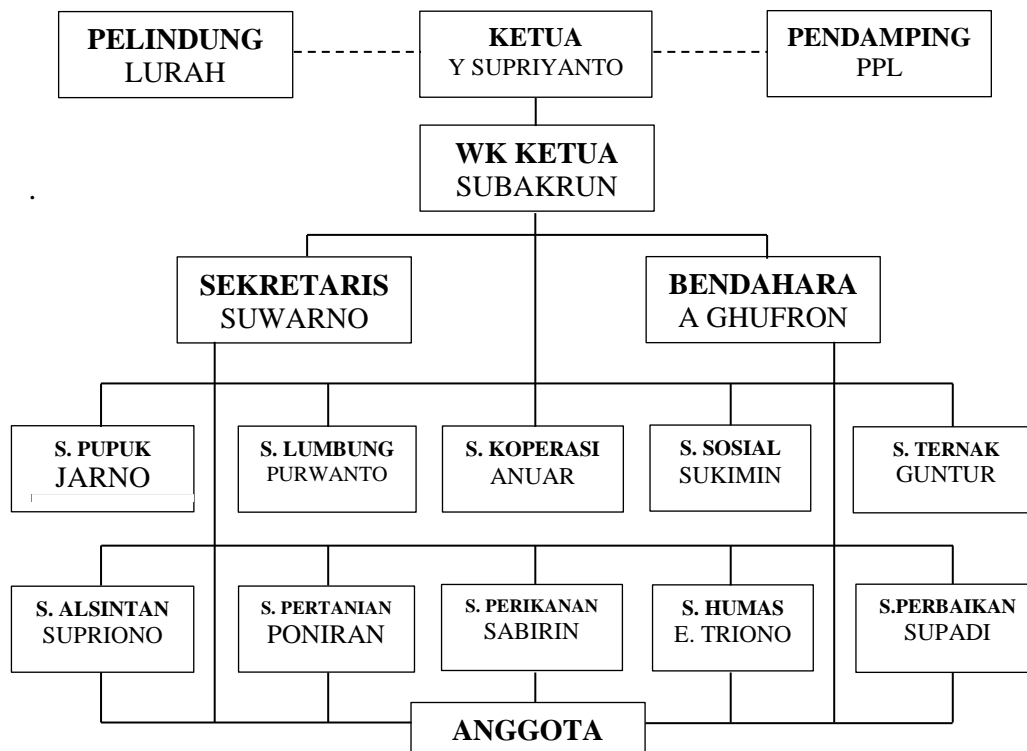 PELINDUNG
LURAH
KETUA
Y SUPRIYANTO
PENDAMPING
PPL
WK KETUA
SUBAKRUN
.
SEKRETARIS
SUWARNO
BENDAHARA
A GHUFRON
S. PUPUK
JARNO
S. LUMBUNG
PURWANTO
S. KOPERASI
ANUAR
S. SOSIAL
SUKIMIN
S. TERNAK
GUNTUR
S. ALSINTAN
SUPRIONO
S. PERTANIAN
PONIRAN
S. PERIKANAN
SABIRIN
S. HUMAS
E. TRIONO
S.PERBAIKAN
SUPADI
ANGGOTA